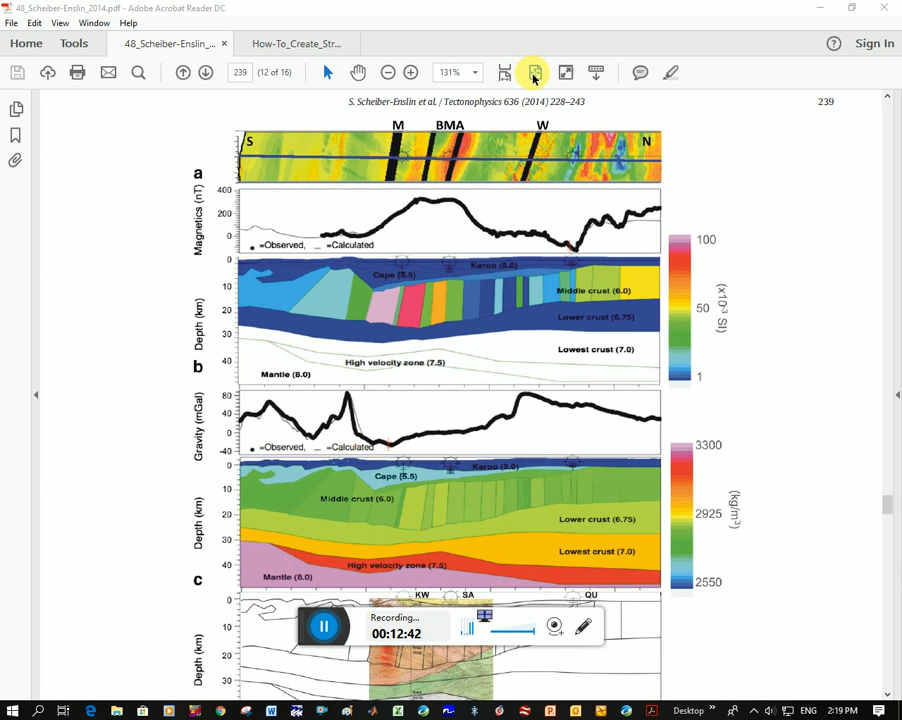 48_Scheiber-Enslin_2014.pdf - Adobe Acrobat Reader DC
File Edit View Window Help
Home Tools 48_Scheiber-Enslin_... × How-To_Create_Str... Sign In
239 (12 of 16) 131%
S. Scheiber-Enslin et al. / Tectonophysics 636 (2014) 228–243 239
M BMA W
S N
a
Magnetics (nT)
400
200
0
=Observed, =Calculated
100
50
1
(x10³ SI)
Depth (km)
0
10
20
30
40
Karoo (5.0)
Cape (5.5)
Middle crust (6.0)
Lower crust (6.75)
Lowest crust (7.0)
High velocity zone (7.5)
Mantle (8.0)
b
Gravity (mGal)
80
40
0
-40
=Observed, =Calculated
3300
2925
2550
(kg/m³)
Depth (km)
0
10
20
30
40
Karoo (5.0)
Cape (5.5)
Middle crust (6.0)
Lower crust (6.75)
Lowest crust (7.0)
High velocity zone (7.5)
Mantle (8.0)
c
KW SA QU
Depth (km)
0
10
20
30
Recording...
00:12:42
Desktop ENG 2:19 PM